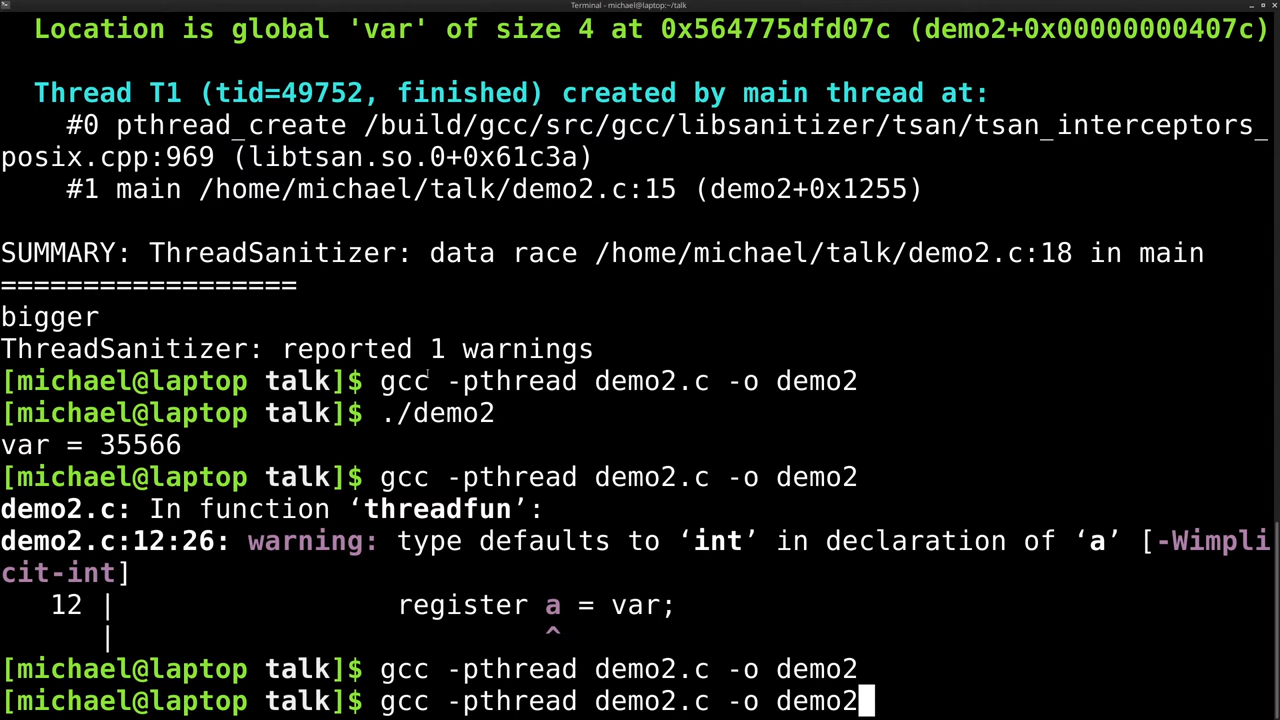 Terminal - michael@laptop:~/talk
Location is global 'var' of size 4 at 0x564775dfd07c (demo2+0x00000000407c)
Thread T1 (tid=49752, finished) created by main thread at:
#0 pthread_create /build/gcc/src/gcc/libsanitizer/tsan/tsan_interceptors_
posix.cpp:969 (libtsan.so.0+0x61c3a)
#1 main /home/michael/talk/demo2.c:15 (demo2+0x1255)
SUMMARY: ThreadSanitizer: data race /home/michael/talk/demo2.c:18 in main
==================
bigger
ThreadSanitizer: reported 1 warnings
[michael@laptop talk]$ gcc -pthread demo2.c -o demo2
[michael@laptop talk]$ ./demo2
var = 35566
[michael@laptop talk]$ gcc -pthread demo2.c -o demo2
demo2.c: In function ‘threadfun’:
demo2.c:12:26: warning: type defaults to ‘int’ in declaration of ‘a’ [-Wimpli
cit-int]
12 | register a = var;
| ^
[michael@laptop talk]$ gcc -pthread demo2.c -o demo2
[michael@laptop talk]$ gcc -pthread demo2.c -o demo2